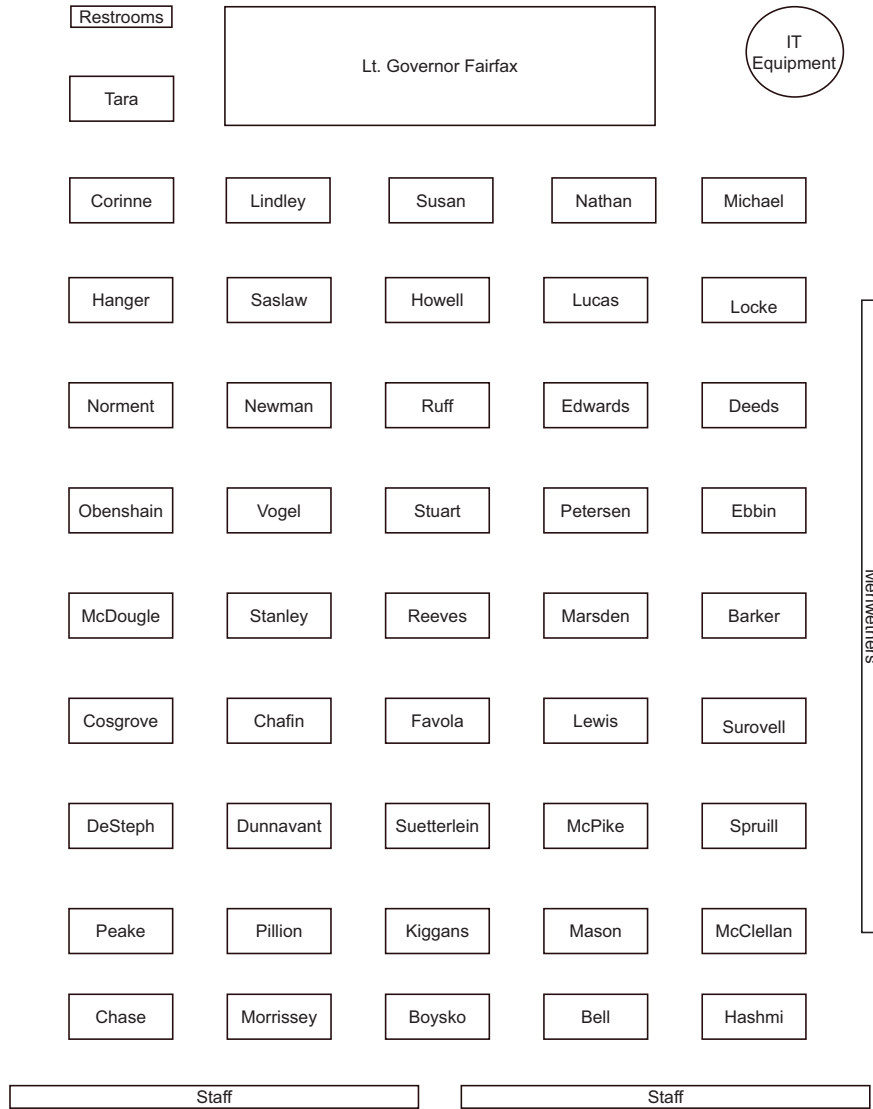 Restrooms
Lt. Governor Fairfax
IT
Equipment
Tara
Corinne
Lindley
Susan
Nathan
Michael
Hanger
Saslaw
Howell
Lucas
Locke
Norment
Newman
Ruff
Edwards
Deeds
Obenshain
Vogel
Stuart
Petersen
Ebbin
McDougle
Stanley
Reeves
Marsden
Barker
Meriwethers
Cosgrove
Chafin
Favola
Lewis
Surovell
DeSteph
Dunnavant
Suetterlein
McPike
Spruill
Peake
Pillion
Kiggans
Mason
McClellan
Chase
Morrissey
Boysko
Bell
Hashmi
Staff
Staff